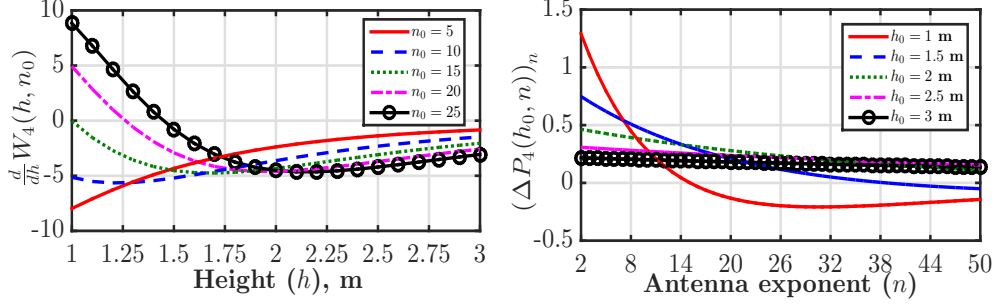 d/dh W₄(h, n₀)
10
5
0
-5
-10
n₀ = 5
n₀ = 10
n₀ = 15
n₀ = 20
n₀ = 25
1 1.25 1.5 1.75 2 2.25 2.5 2.75 3
Height (h), m
(ΔP₄(h₀, n))ₙ
1.5
1
0.5
0
-0.5
h₀ = 1 m
h₀ = 1.5 m
h₀ = 2 m
h₀ = 2.5 m
h₀ = 3 m
2 8 14 20 26 32 38 44 50
Antenna exponent (n)